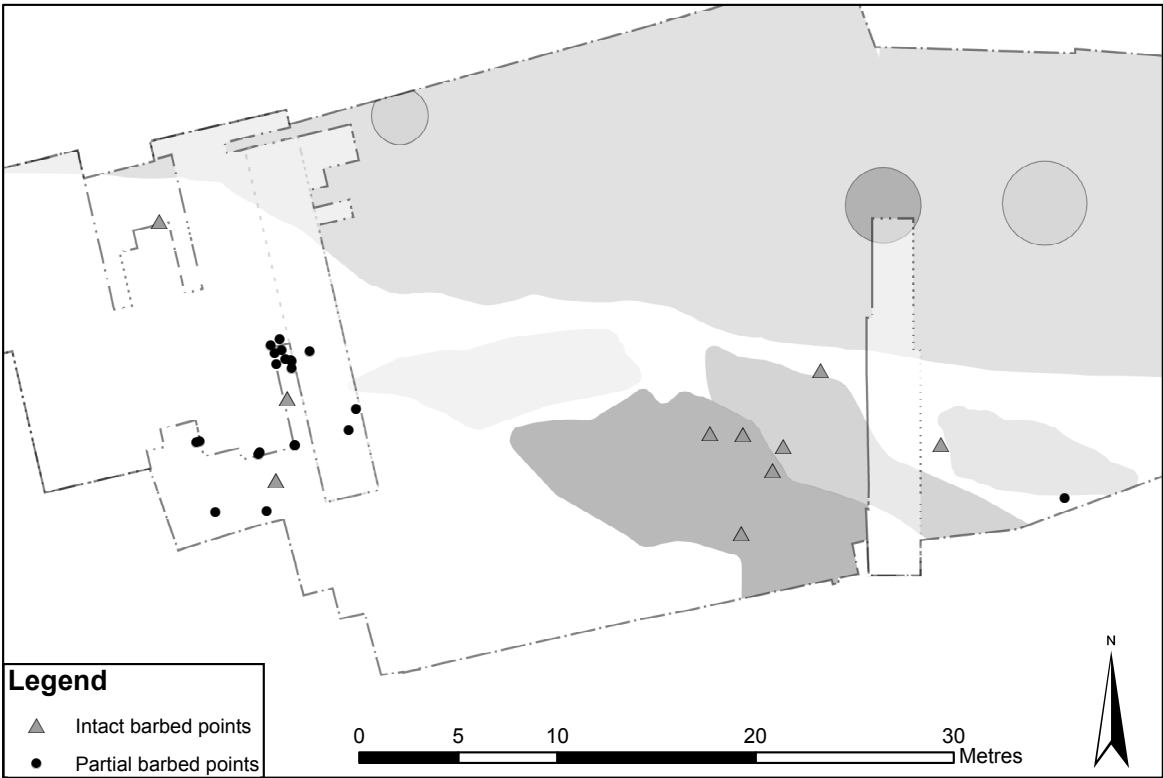 N
Legend
Intact barbed points
Partial barbed points
0 5 10 20 30
Metres